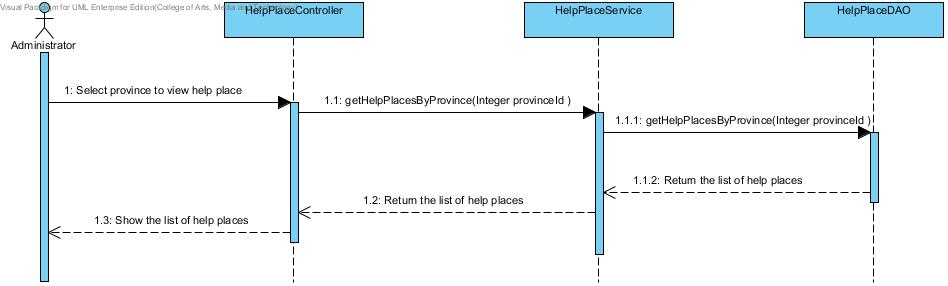 Visual Paradigm for UML Enterprise Edition(College of Arts, Media and
HelpPlaceController
HelpPlaceService
HelpPlaceDAO
Administrator
1: Select province to view help place
1.1: getHelpPlacesByProvince(Integer provinceId )
1.1.1: getHelpPlacesByProvince(Integer provinceId )
1.1.2: Return the list of help places
1.2: Return the list of help places
1.3: Show the list of help places